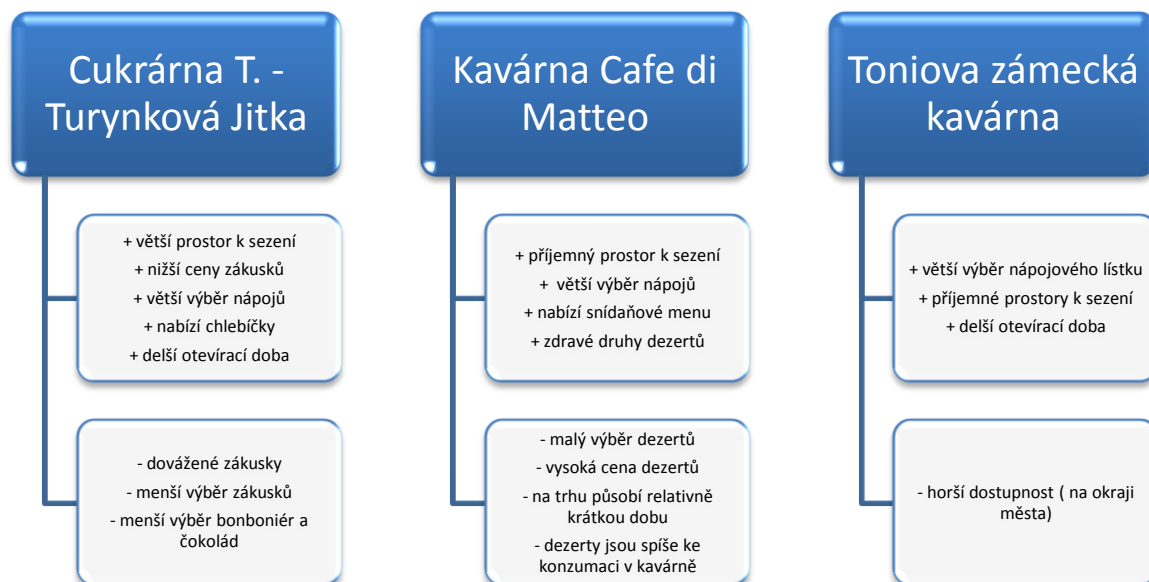 Cukrárna T. -
Turynková Jitka
+ větší prostor k sezení
+ nižší ceny zákusků
+ větší výběr nápojů
+ nabízí chlebíčky
+ delší otevírací doba
- dovážené zákusky
- menší výběr zákusků
- menší výběr bonboniér a
čokolád
Kavárna Cafe di
Matteo
+ příjemný prostor k sezení
+ větší výběr nápojů
+ nabízí snídaňové menu
+ zdravé druhy dezertů
- malý výběr dezertů
- vysoká cena dezertů
- na trhu působí relativně
krátkou dobu
- dezerty jsou spíše ke
konzumaci v kavárně
Toniova zámecká
kavárna
+ větší výběr nápojového lístku
+ příjemné prostory k sezení
+ delší otevírací doba
- horší dostupnost ( na okraji
města)